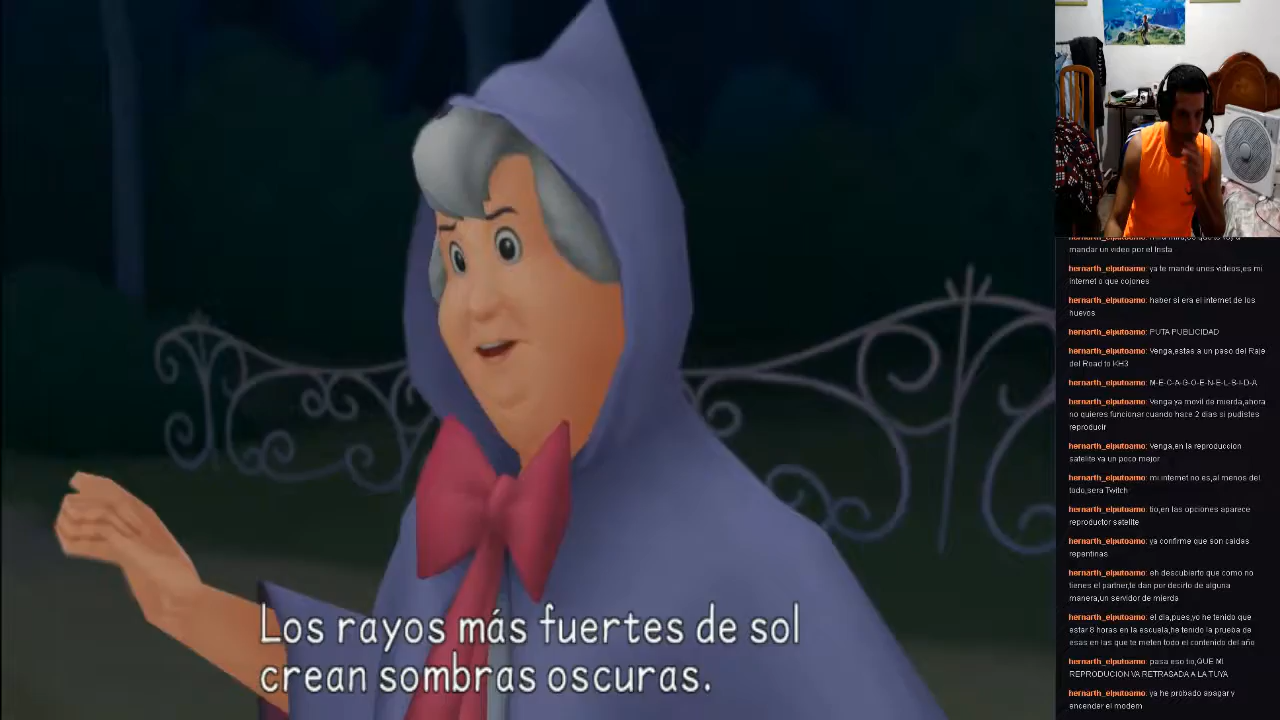 Los rayos más fuertes de sol
crean sombras oscuras.
mandar un video por el Insta
hernarth_elputoamo: ya te mande unos videos,es mi
internet o que cojones
hernarth_elputoamo: haber si era el internet de los
huevos
hernarth_elputoamo: PUTA PUBLICIDAD
hernarth_elputoamo: Venga,estas a un paso del Raje
del Road to KH3
hernarth_elputoamo: M-E-C-A-G-O-E-N-E-L-S-I-D-A
hernarth_elputoamo: Venga ya movil de mierda,ahora
no quieres funcionar cuando hace 2 dias si pudistes
reproducir
hernarth_elputoamo: Venga,en la reproduccion
satelite va un poco mejor
hernarth_elputoamo: mi internet no es,al menos del
todo,sera Twitch
hernarth_elputoamo: tio,en las opciones aparece
reproductor satelite
hernarth_elputoamo: ya confirme que son caidas
repentinas
hernarth_elputoamo: eh descubierto que como no
tienes el partner,te dan por decirlo de alguna
manera,un servidor de mierda
hernarth_elputoamo: el dia,pues,yo he tenido que
estar 8 horas en la escuela,he tenido la prueba de
esas en las que te meten todo el contenido del año
hernarth_elputoamo: pasa eso tio,QUE MI
REPRODUCION VA RETRASADA A LA TUYA
hernarth_elputoamo: ya he probado apagar y
encender el modem